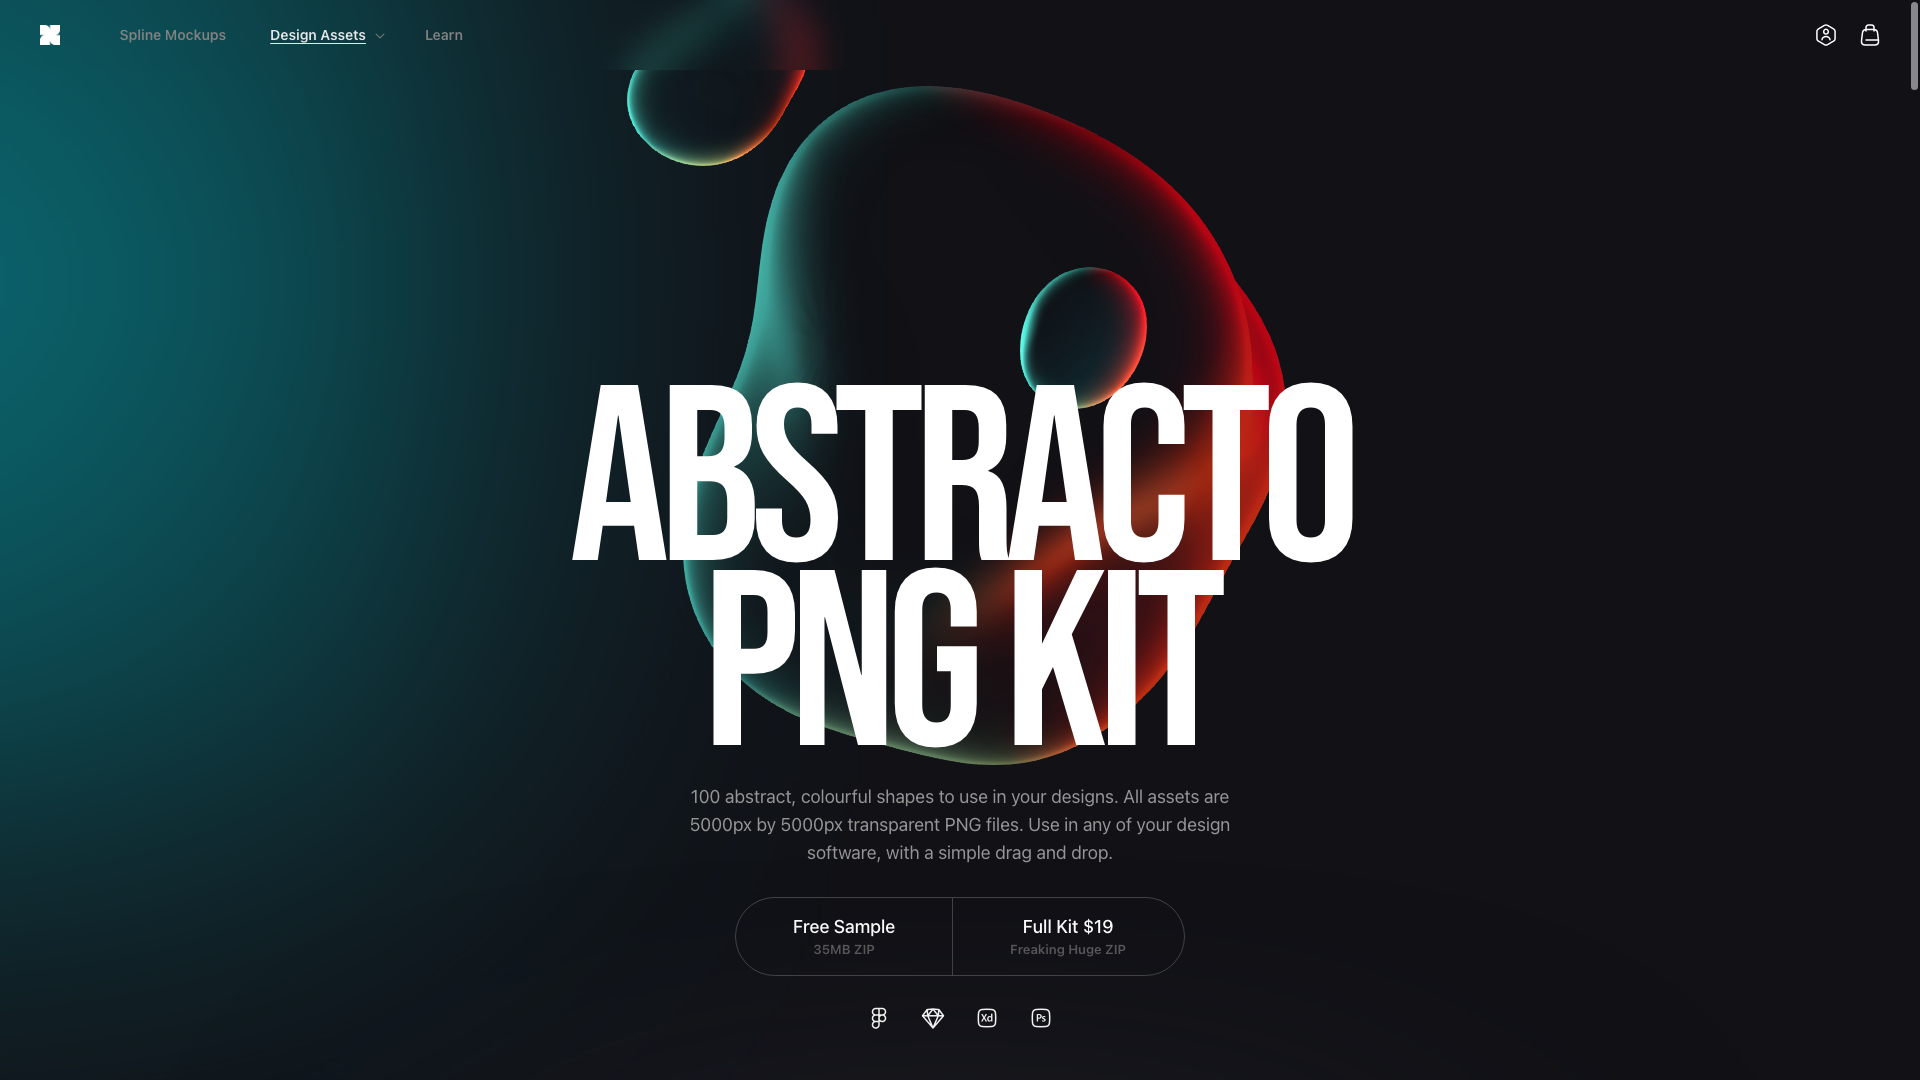 Spline Mockups
Design Assets
Learn
ABSTRACTO
PNG KIT
100 abstract, colourful shapes to use in your designs. All assets are
5000px by 5000px transparent PNG files. Use in any of your design
software, with a simple drag and drop.
Free Sample
35MB ZIP
Full Kit $19
Freaking Huge ZIP
Xd
Ps